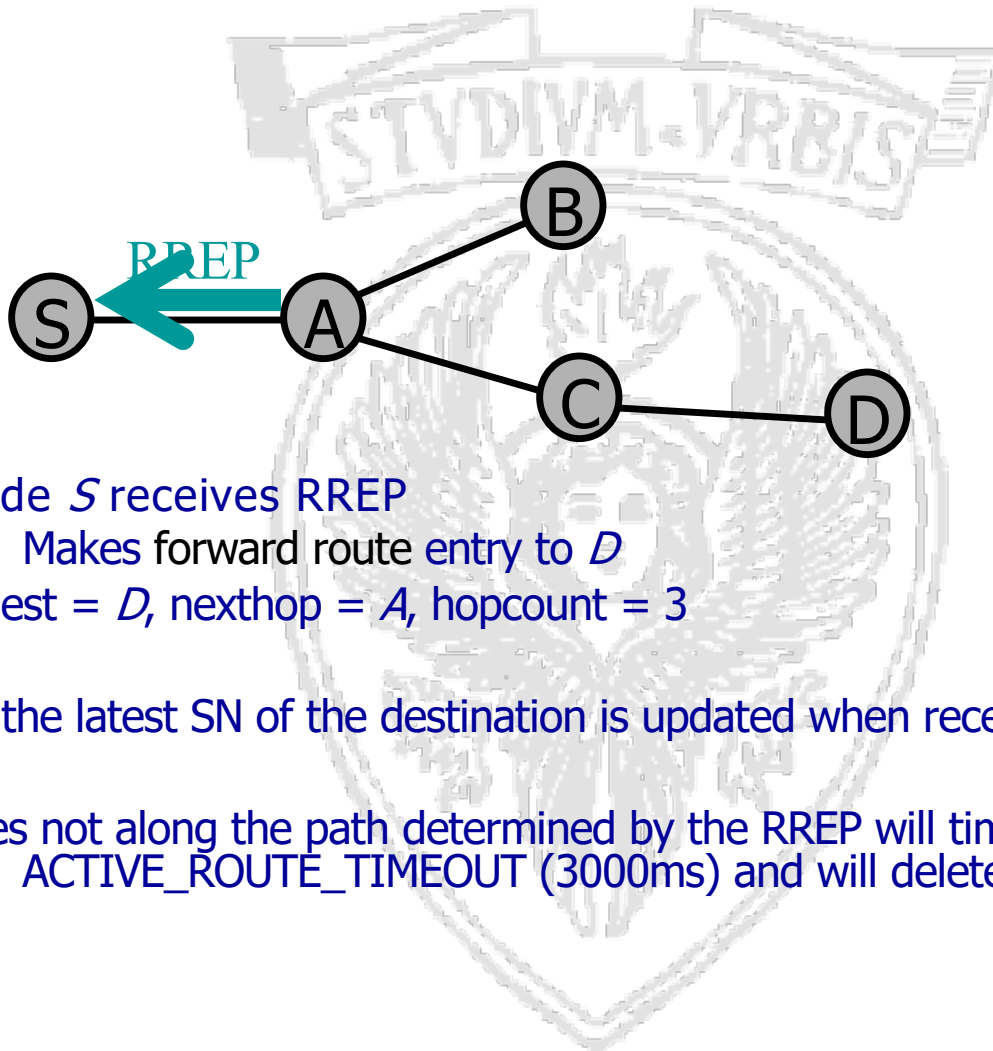 STVDIVM·VRBIS
B
RREP
S
A
C
D
de S receives RREP
Makes forward route entry to D
est = D, nexthop = A, hopcount = 3
the latest SN of the destination is updated when rece
es not along the path determined by the RREP will tim
ACTIVE_ROUTE_TIMEOUT (3000ms) and will delete